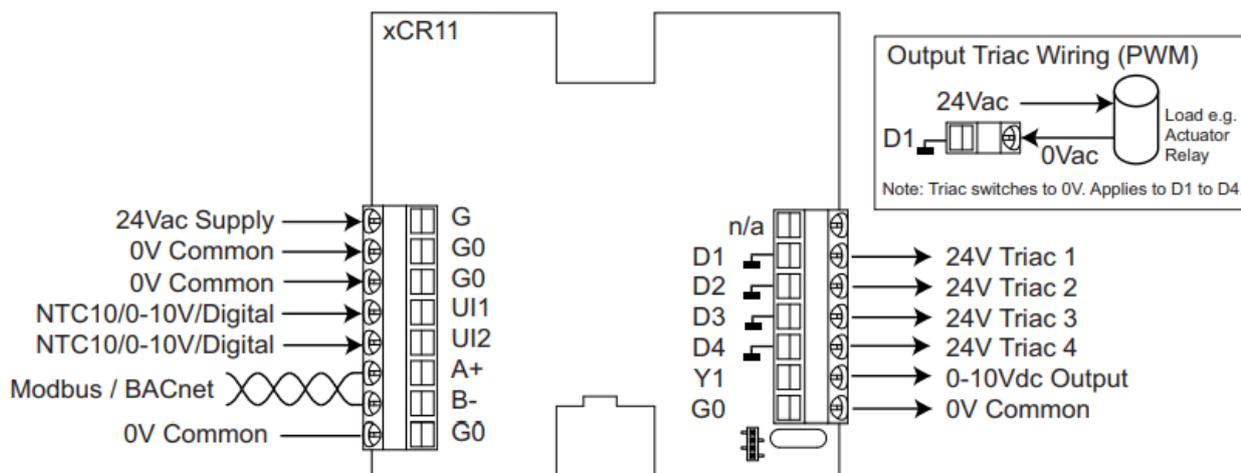 xCR11
24Vac Supply
0V Common
0V Common
NTC10/0-10V/Digital
NTC10/0-10V/Digital
Modbus / BACnet
0V Common
G
G0
G0
UI1
UI2
A+
B-
G0
n/a
D1
D2
D3
D4
Y1
G0
24V Triac 1
24V Triac 2
24V Triac 3
24V Triac 4
0-10Vdc Output
0V Common
Output Triac Wiring (PWM)
24Vac
D1
0Vac
Load e.g.
Actuator
Relay
Note: Triac switches to 0V. Applies to D1 to D4.